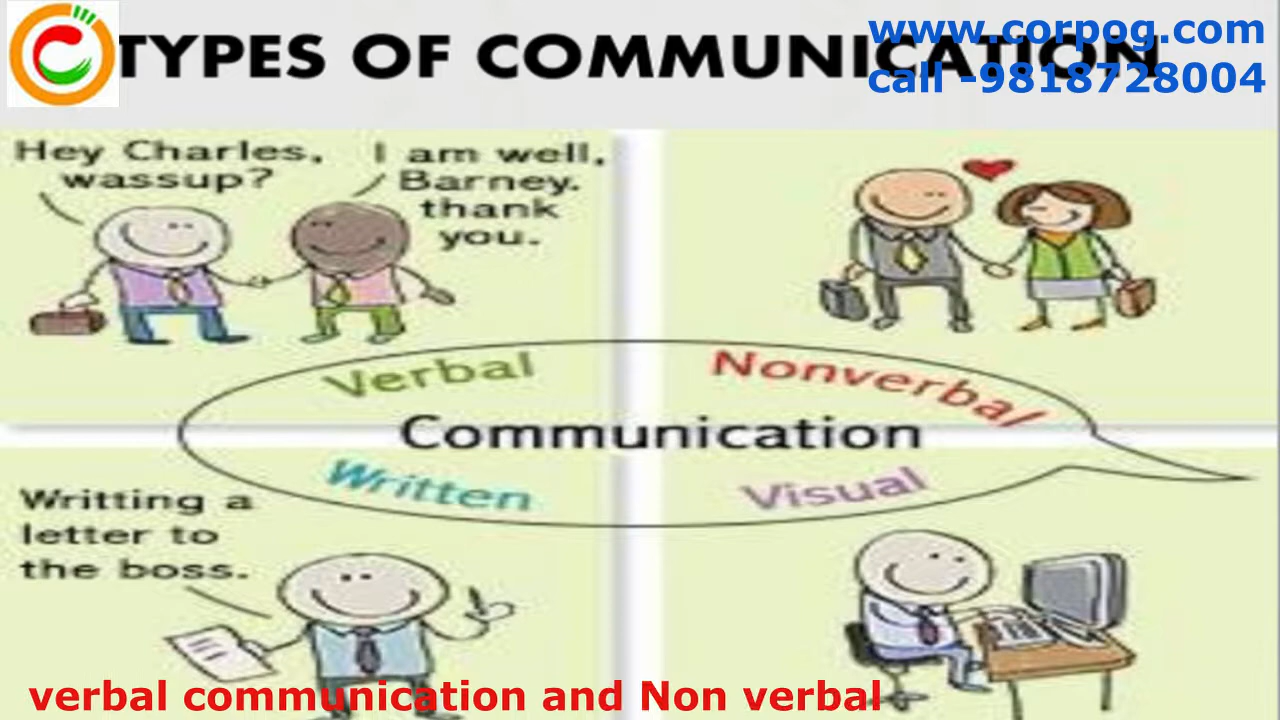 TYPES OF COMMUNICATION
www.corpog.com
call -9818728004
Hey Charles,
wassup?
I am well,
Barney.
thank
you.
Verbal
Nonverbal
Communication
Written
Visual
Writting a
letter to
the boss.
verbal communication and Non verbal